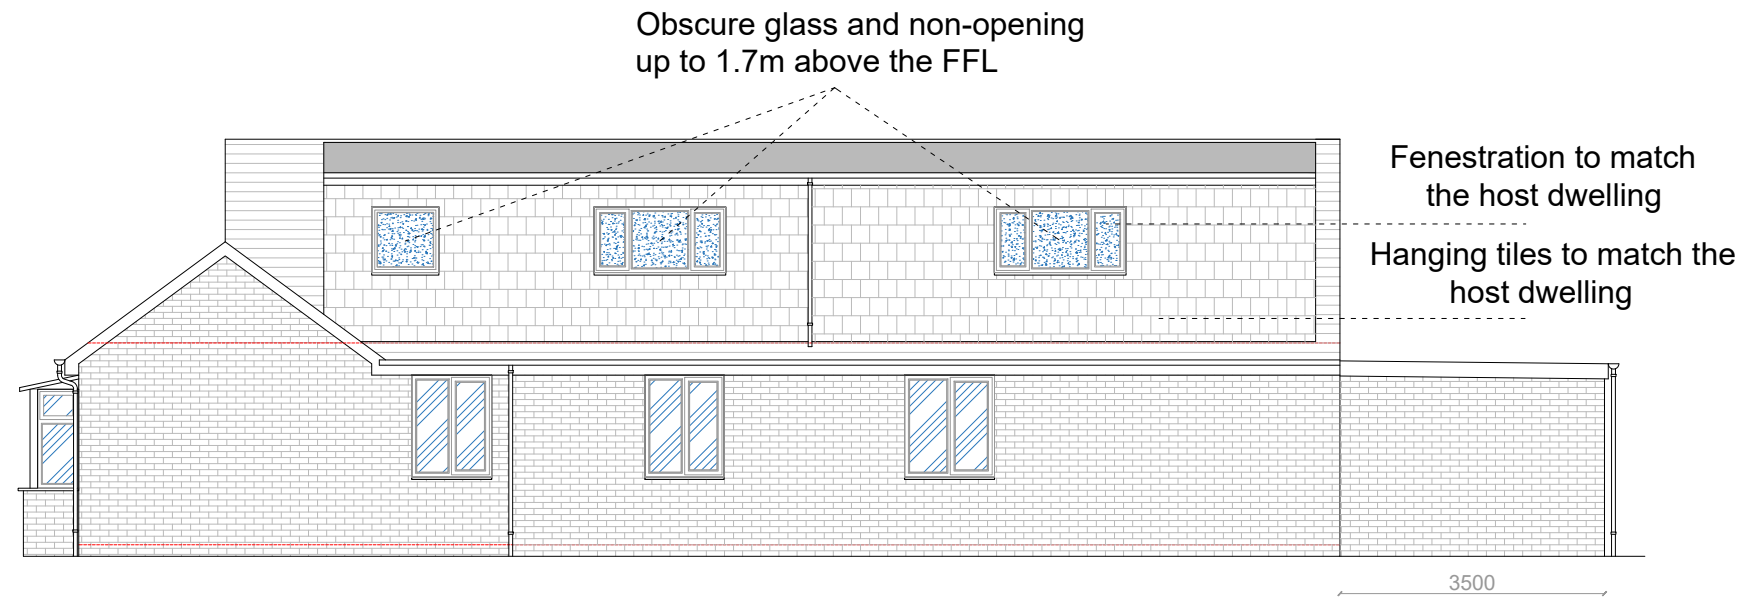 Obscure glass and non-opening
up to 1.7m above the FFL
Fenestration to match
the host dwelling
Hanging tiles to match the
host dwelling
3500